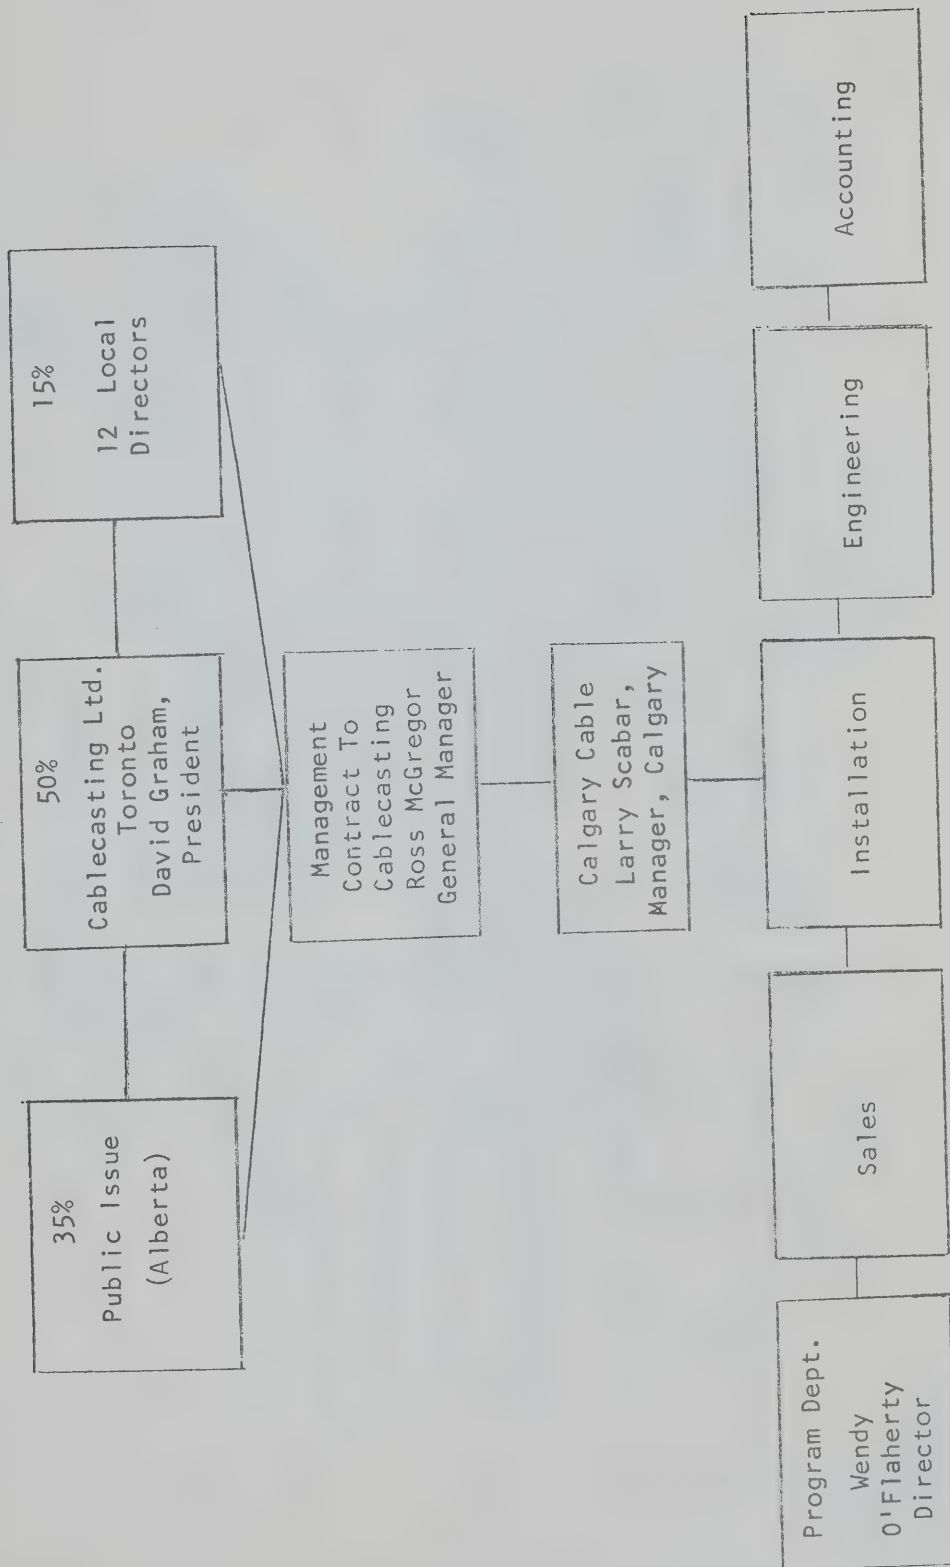 35%
Public Issue
(Alberta)
50%
Cablecasting Ltd.
Toronto
David Graham,
President
15%
12 Local
Directors
Management
Contract To
Cablecasting
Ross McGregor
General Manager
Calgary Cable
Larry Scabar,
Manager, Calgary
Program Dept.
Wendy
O'Flaherty
Director
Sales
Installation
Engineering
Accounting